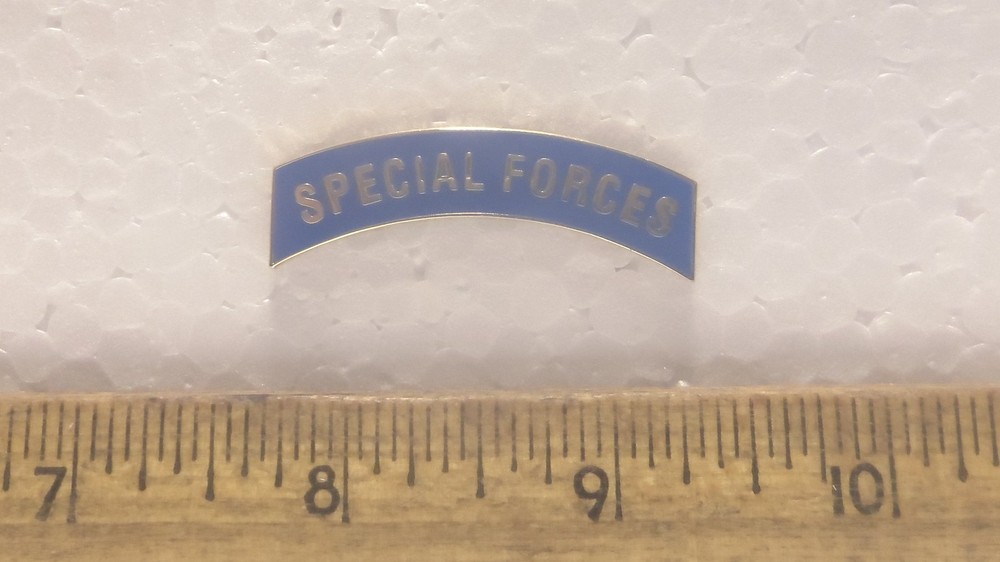 SPECIAL FORCES
7 8 9 10